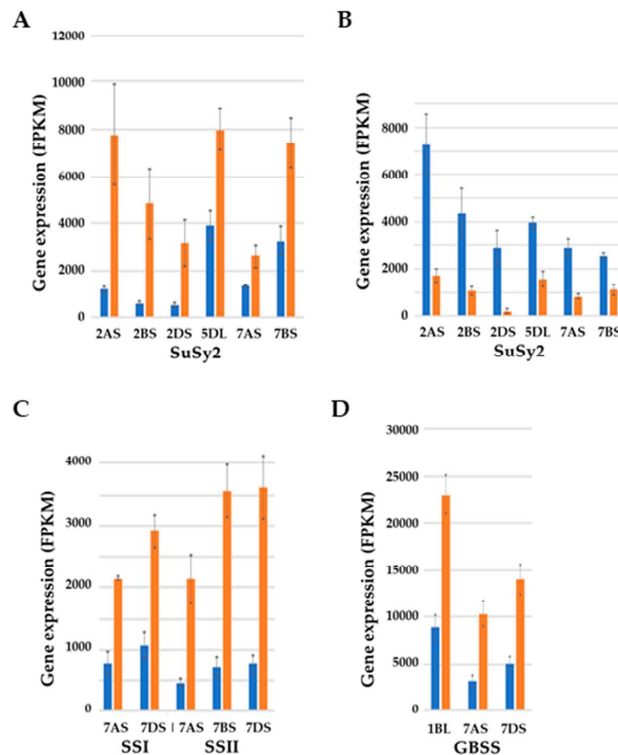 A
Gene expression (FPKM)
12000
10000
8000
6000
4000
2000
0
2AS 2BS 2DS 5DL 7AS 7BS
SuSy2
B
Gene expression (FPKM)
8000
6000
4000
2000
0
2AS 2BS 2DS 5DL 7AS 7BS
SuSy2
C
Gene expression (FPKM)
4000
3000
2000
1000
0
7AS 7DS | 7AS 7BS 7DS
SSI SSII
D
Gene expression (FPKM)
30000
25000
20000
15000
10000
5000
0
1BL 7AS 7DS
GBSS